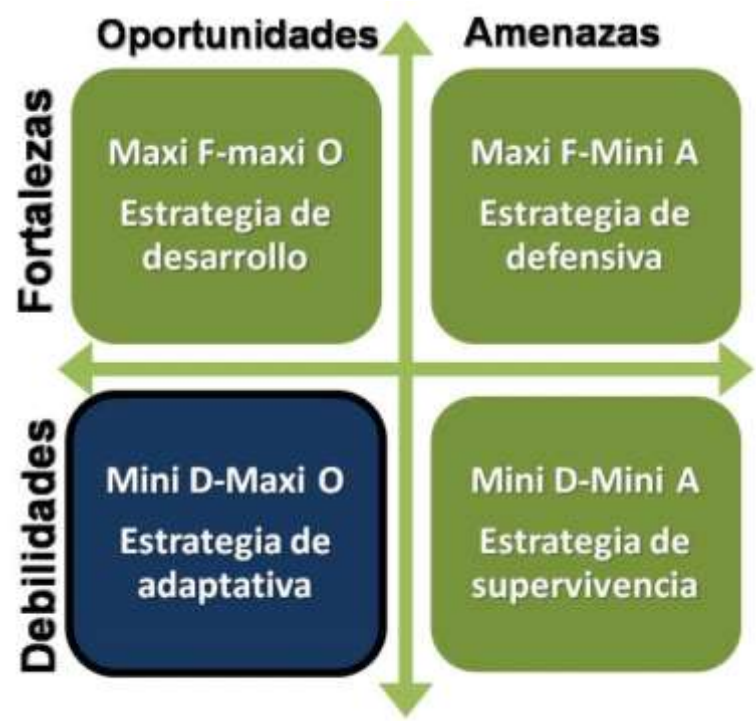 Oportunidades
Amenazas
Fortalezas
Maxi F-maxi O
Estrategia de
desarrollo
Maxi F-Mini A
Estrategia de
defensiva
Debilidades
Mini D-Maxi O
Estrategia de
adaptativa
Mini D-Mini A
Estrategia de
supervivencia